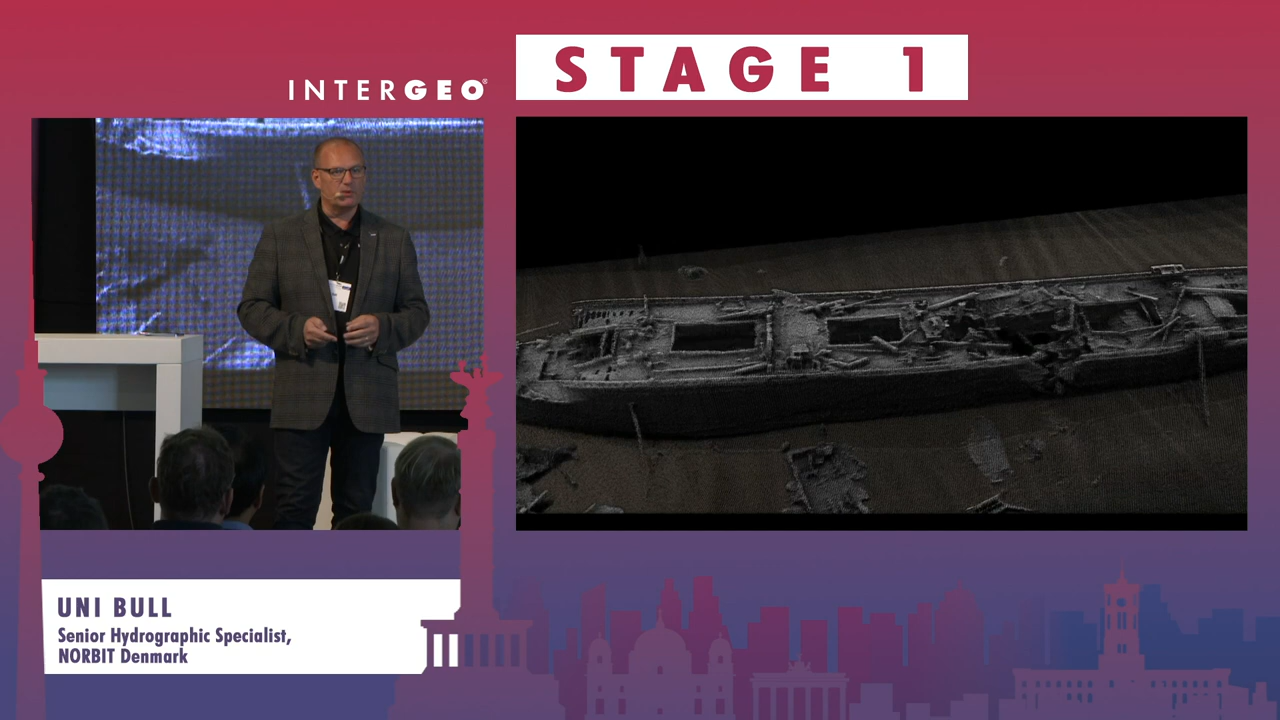 INTERGEO®
STAGE 1
UNI BULL
Senior Hydrographic Specialist,
NORBIT Denmark